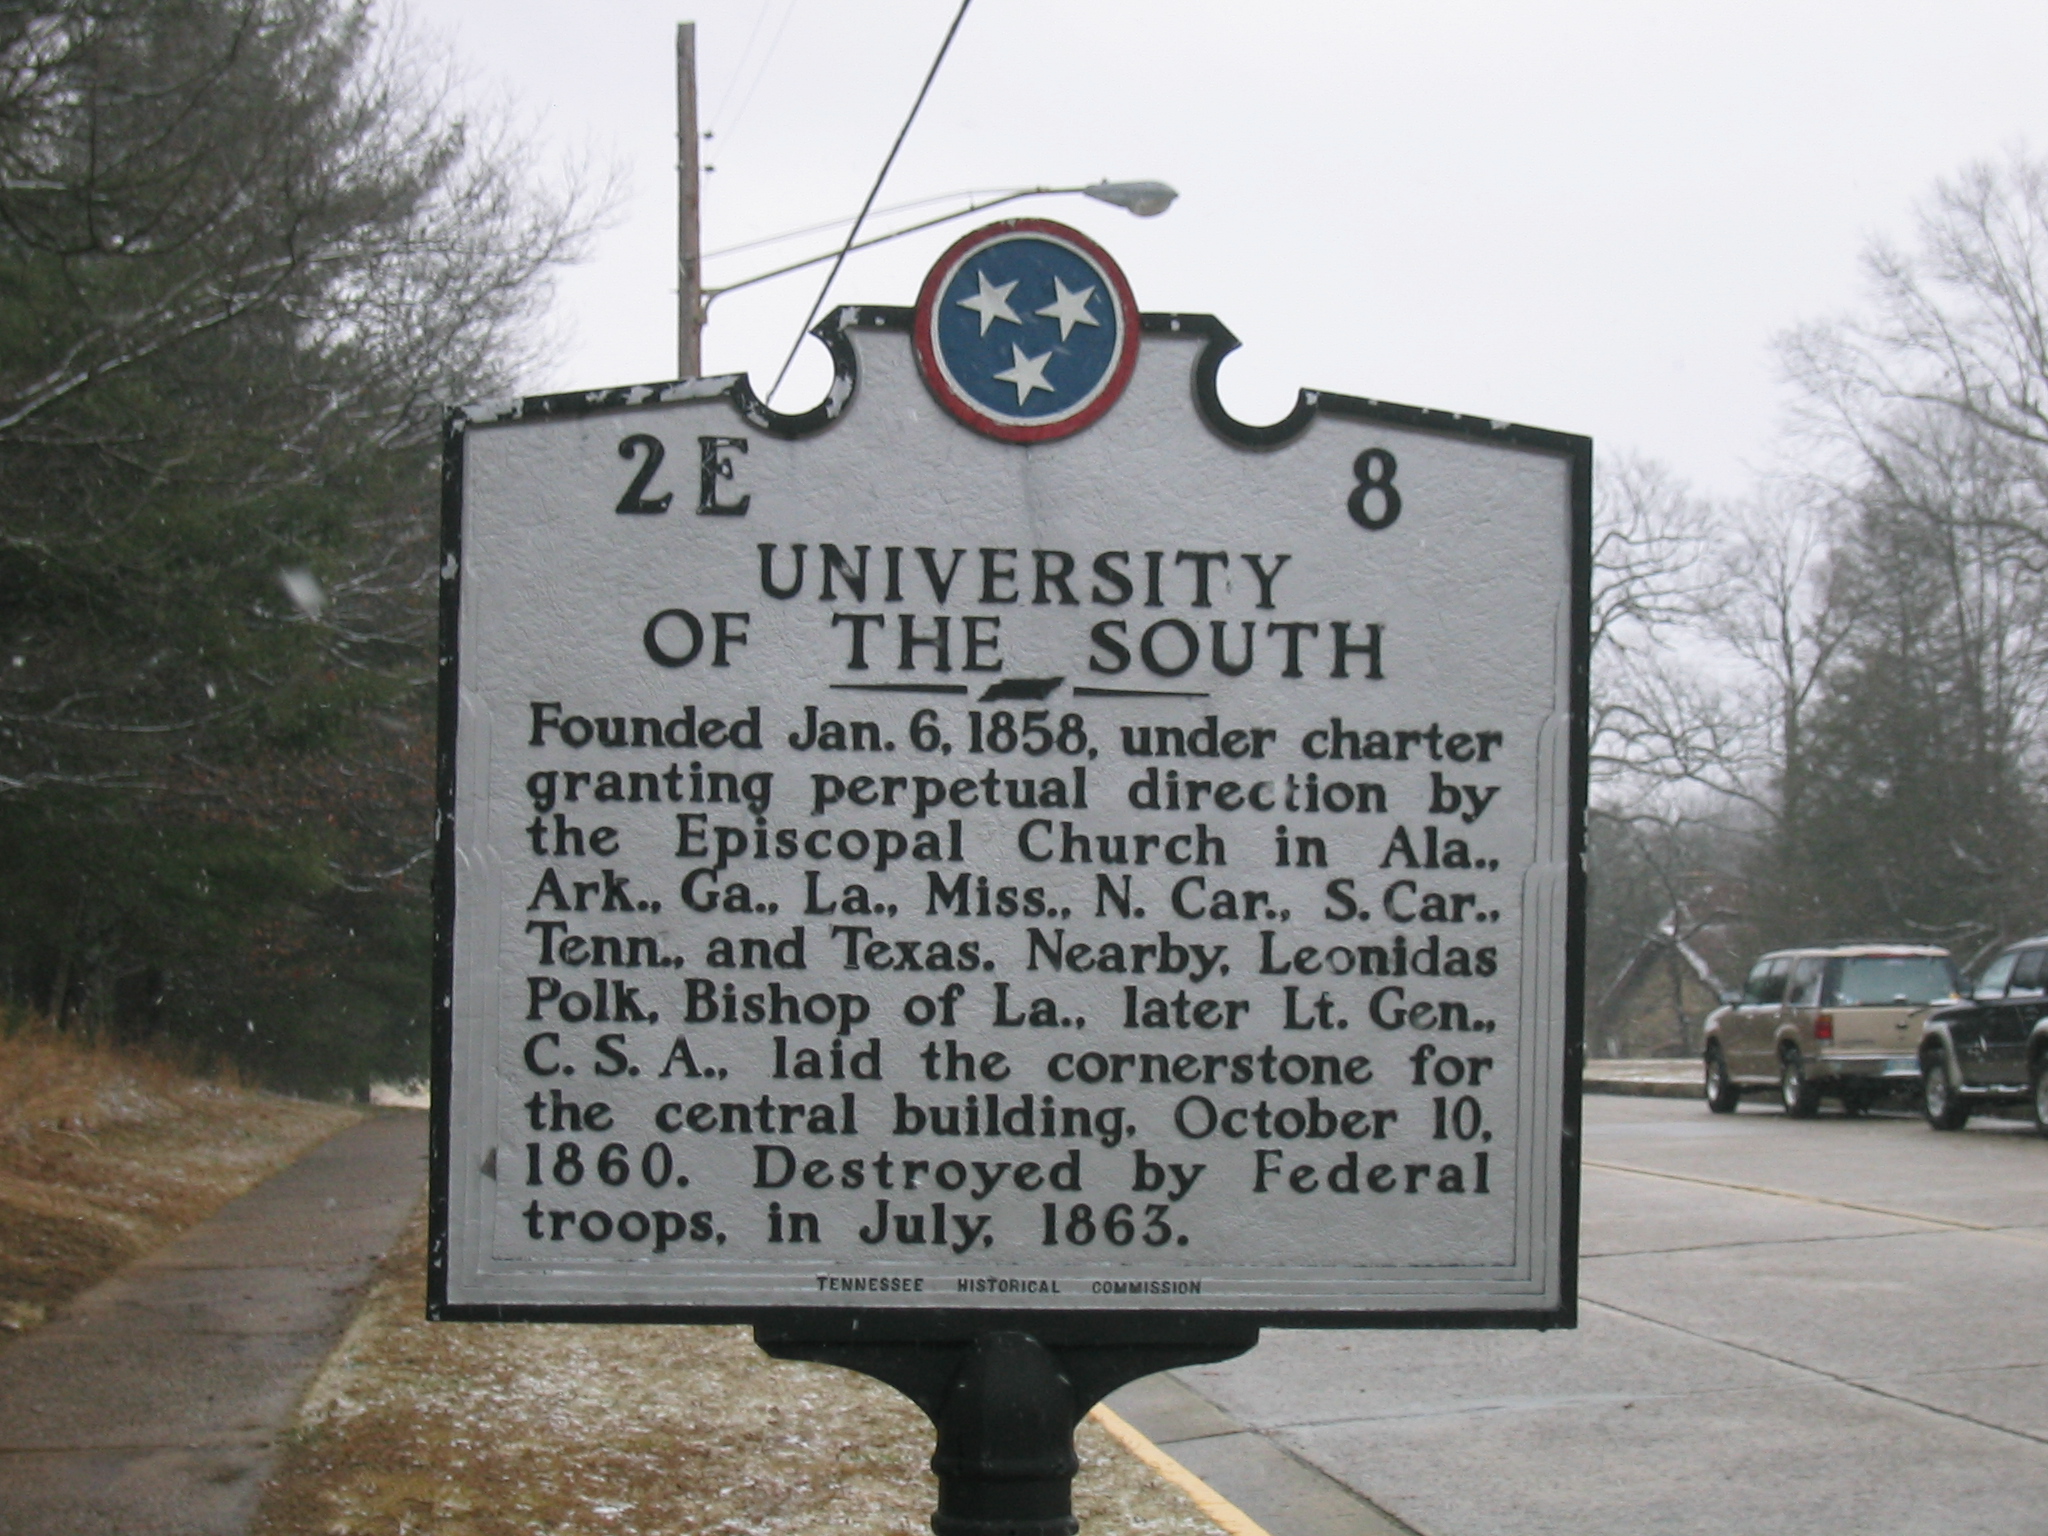 2E 8
UNIVERSITY
OF THE SOUTH
Founded Jan. 6, 1858, under charter
granting perpetual direction by
the Episcopal Church in Ala.,
Ark., Ga., La., Miss., N. Car., S. Car.,
Tenn., and Texas. Nearby, Leonidas
Polk, Bishop of La., later Lt. Gen.,
C. S. A., laid the cornerstone for
the central building, October 10,
1860. Destroyed by Federal
troops, in July, 1863.
TENNESSEE HISTORICAL COMMISSION